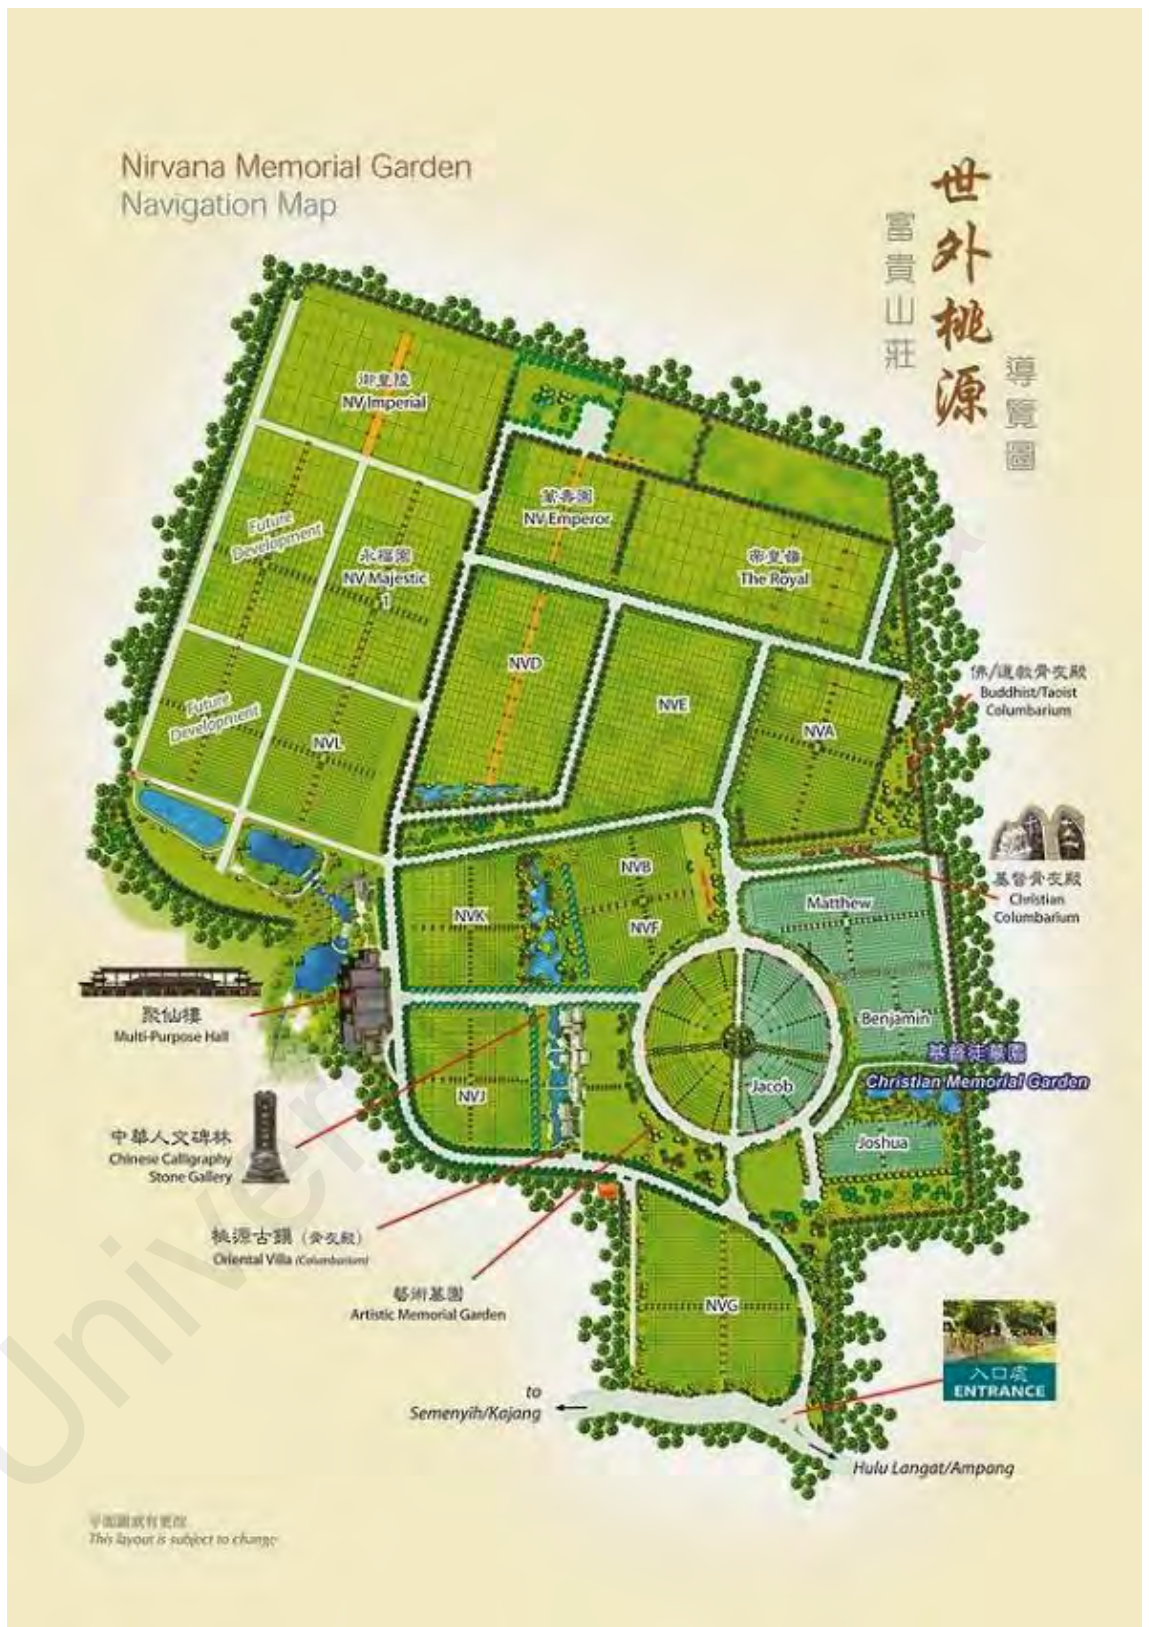 Nirvana Memorial Garden
Navigation Map
世外桃源
富貴山莊
導覽圖
御皇陵
NV Imperial
萬壽園
NV Emperor
Future
Development
永福園
NV Majestic
1
帝皇嶺
The Royal
NVD
NVE
NVA
佛/道教骨灰殿
Buddhist/Taoist
Columbarium
Future
Development
NVL
NVB
NVK
NVF
Matthew
基督骨灰殿
Christian
Columbarium
聚仙樓
Multi-Purpose Hall
Benjamin
基督徒墓園
Christian Memorial Garden
Jacob
NVJ
Joshua
中華人文碑林
Chinese Calligraphy
Stone Gallery
桃源古鎮（骨灰殿）
Oriental Villa (Columbarium)
藝術墓園
Artistic Memorial Garden
NVG
入口處
ENTRANCE
to
Semenyih/Kajang
Hulu Langat/Ampang
This layout is subject to change
Univer